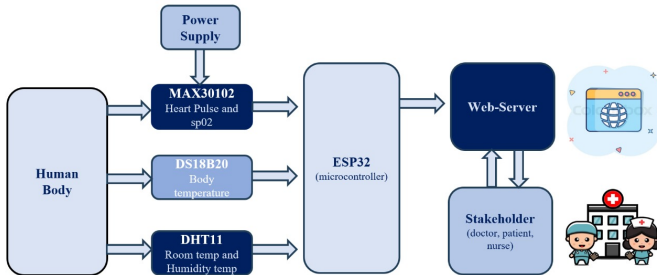 Power
Supply
MAX30102
Heart Pulse and
sp02
Human
Body
DS18B20
Body
temperature
DHT11
Room temp and
Humidity temp
ESP32
(microcontroller)
Web-Server
Stakeholder
(doctor, patient,
nurse)